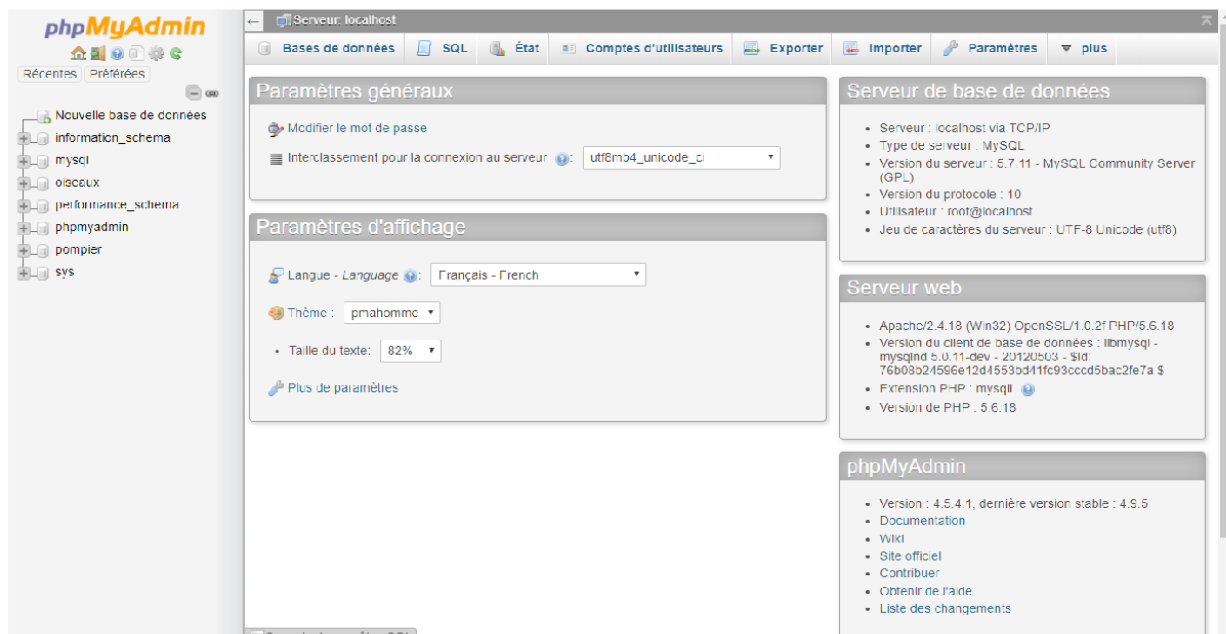 phpMyAdmin
Récentes Préférées
Nouvelle base de données
information_schema
mysql
oiseaux
performance_schema
phpmyadmin
pompier
sys
Serveur: localhost
Bases de données SQL État Comptes d'utilisateurs Exporter Importer Paramètres plus
Paramètres généraux
Modifier le mot de passe
Interclassement pour la connexion au serveur : utf8mb4_unicode_ci
Paramètres d'affichage
Langue - Language : Français - French
Thème : pmahomme
Taille du texte: 82%
Plus de paramètres
Serveur de base de données
Serveur : localhost via TCP/IP
Type de serveur : MySQL
Version du serveur : 5.7.11 - MySQL Community Server
(GPL)
Version du protocole : 10
Utilisateur : root@localhost
Jeu de caractères du serveur : UTF-8 Unicode (utf8)
Serveur web
Apache/2.4.18 (Win32) OpenSSL/1.0.2f PHP/5.6.18
Version du client de base de données : libmysql -
mysqlnd 5.0.11-dev - 20120503 - $Id:
76b08b24596e12d4553bd41fc93cccd5bac2fe7a $
Extension PHP : mysqli
Version de PHP : 5.6.18
phpMyAdmin
Version : 4.5.4.1, dernière version stable : 4.9.5
Documentation
Wiki
Site officiel
Contribuer
Obtenir de l'aide
Liste des changements